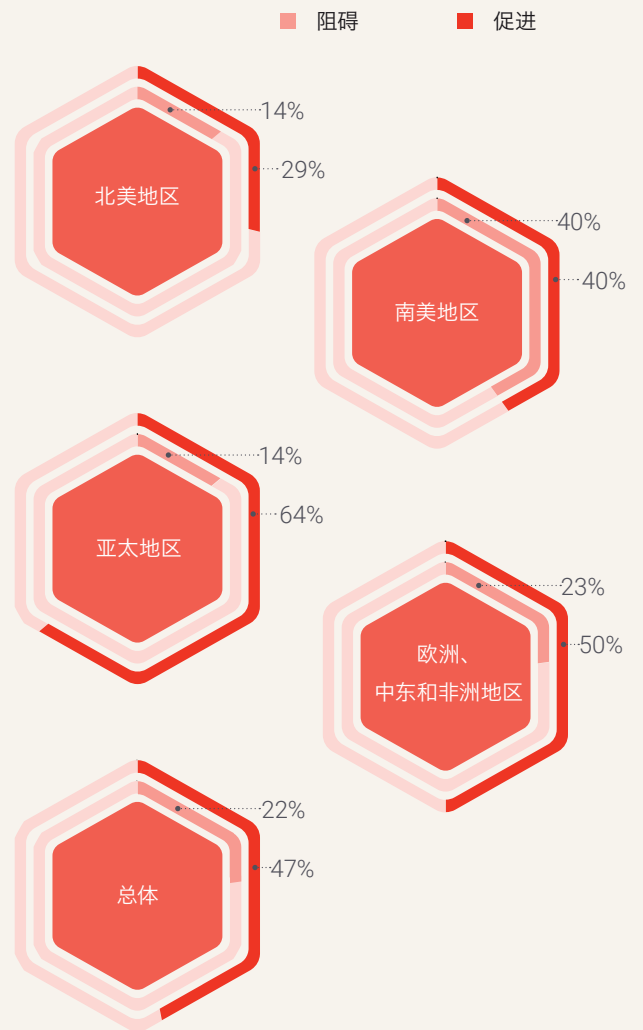 阻碍
促进
14%
29%
北美地区
40%
40%
南美地区
14%
64%
亚太地区
23%
50%
欧洲、
中东和非洲地区
22%
47%
总体